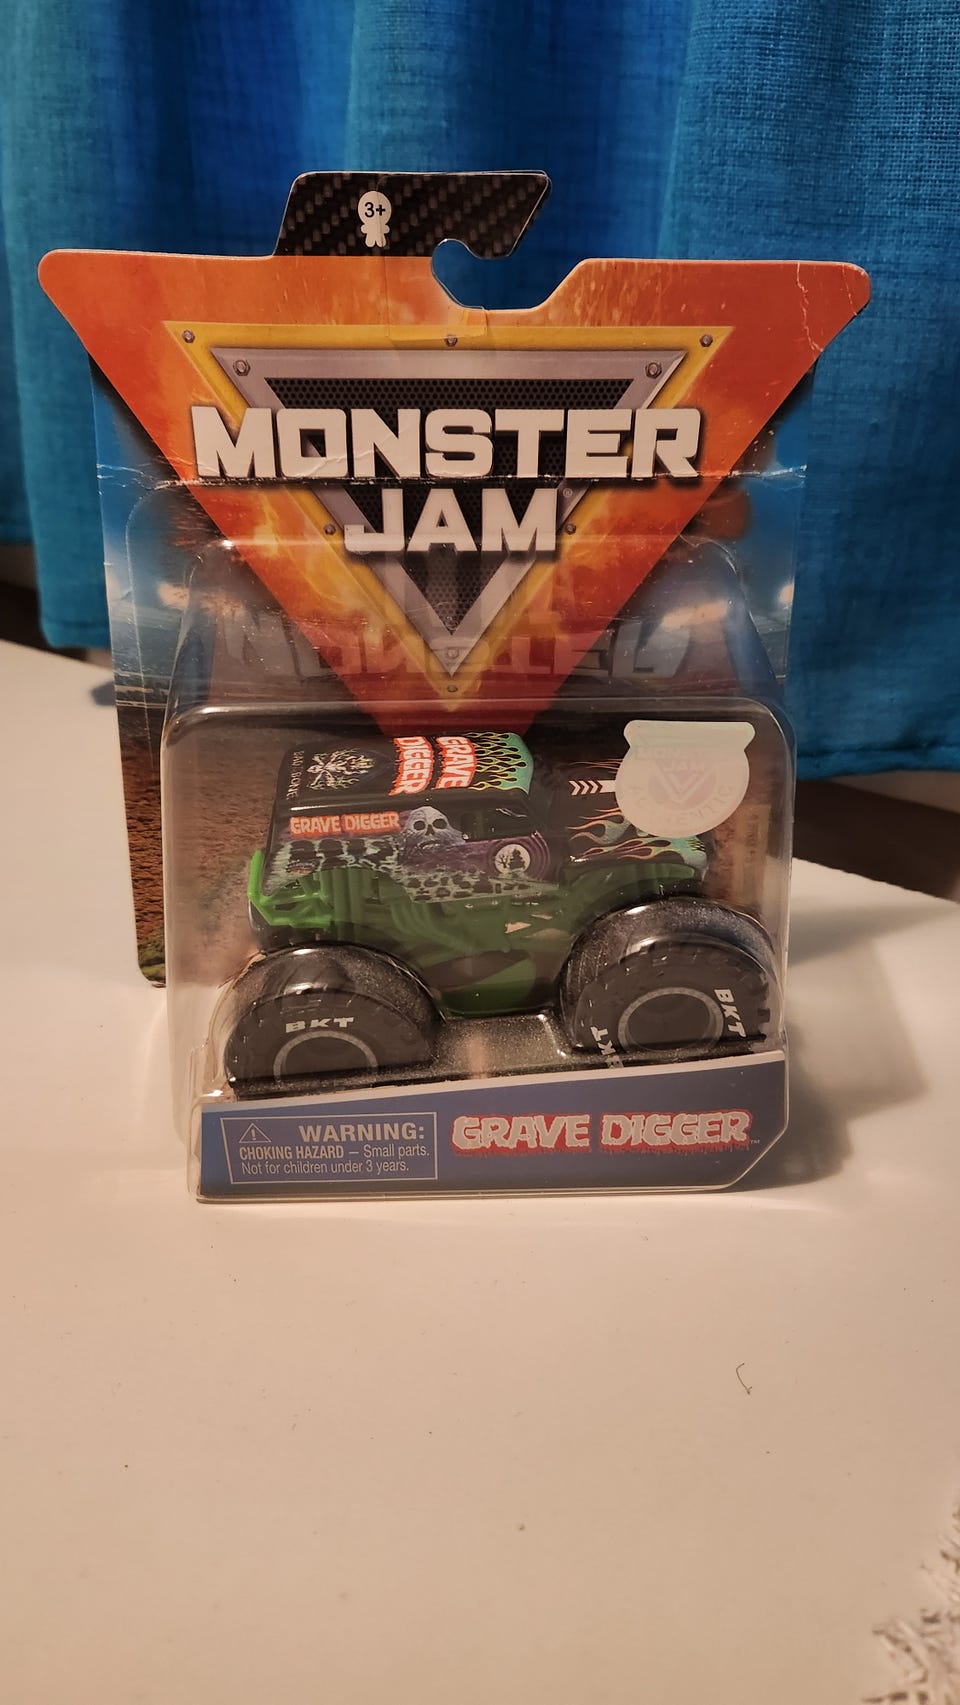 3+
MONSTER
JAM®
GRAVE
DIGGER
GRAVE DIGGER
BKT
BKT
BKT
WARNING:
CHOKING HAZARD – Small parts.
Not for children under 3 years.
GRAVE DIGGER™